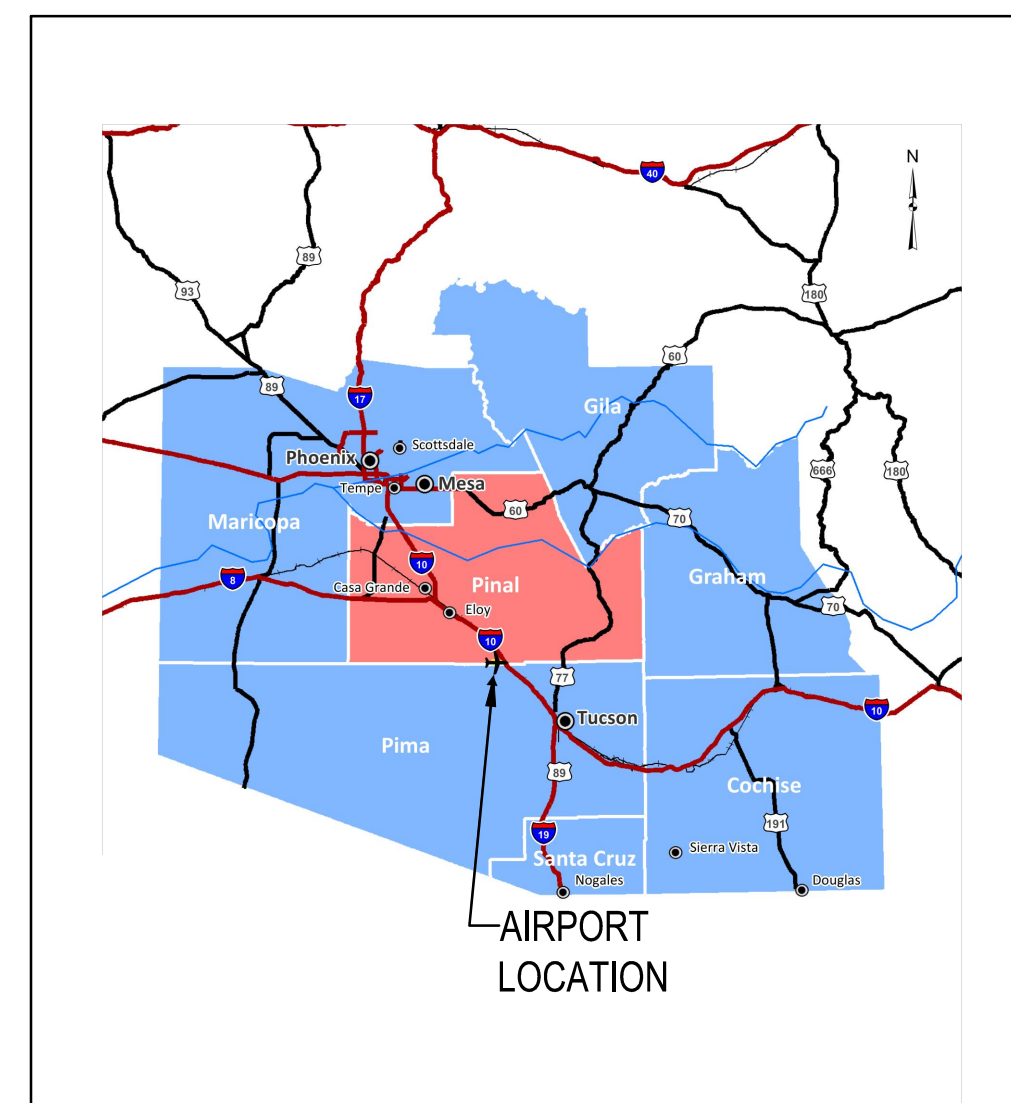 N
40
89
93
180
60
89
17
Gila
Scottsdale
Phoenix
Mesa
Tempe
666
180
60
70
Maricopa
10
8
Pinal
Graham
Casa Grande
Eloy
70
10
77
10
Tucson
Pima
89
Cochise
191
19
Sierra Vista
Santa Cruz
Nogales
Douglas
AIRPORT
LOCATION